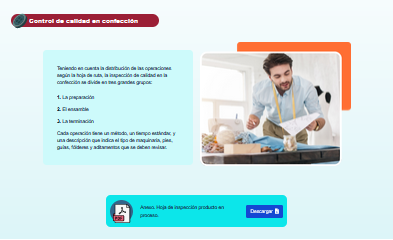 Control de calidad en confección
Teniendo en cuenta la distribución de las operaciones
según la hoja de ruta, la inspección de calidad en la
confección se divide en tres grandes grupos:
1. La preparación
2. El ensamble
3. La terminación
Cada operación tiene un método, un tiempo estándar, y
una descripción que indica el tipo de maquinaria, pies,
guías, fólderes y aditamentos que se deben revisar.
Anexo. Hoja de inspección producto en
proceso.
Descargar